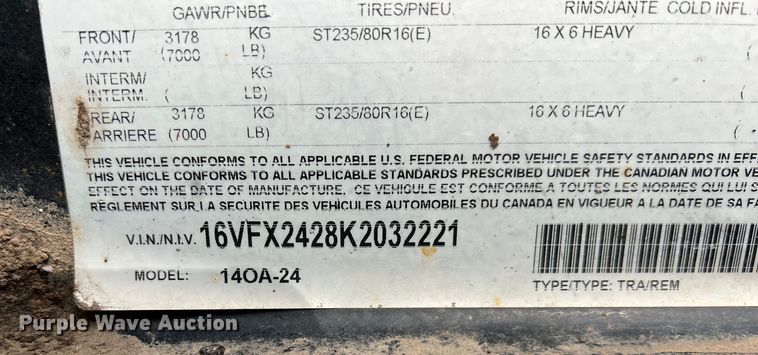 GAWR/PNBE TIRES/PNEU. RIMS/JANTE COLD INFL.
FRONT/ 3178 KG ST235/80R16(E) 16 X 6 HEAVY
AVANT (7000 LB) (
INTERM/ KG
INTERM. ( LB) (
REAR/ 3178 KG ST235/80R16(E) 16 X 6 HEAVY
ARRIERE (7000 LB) (
THIS VEHICLE CONFORMS TO ALL APPLICABLE U.S. FEDERAL MOTOR VEHICLE SAFETY STANDARDS IN EFF
THIS VEHICLE CONFORMS TO ALL APPLICABLE STANDARDS PRESCRIBED UNDER THE CANADIAN MOTOR VE
EFFECT ON THE DATE OF MANUFACTURE. CE VEHICULE EST CONFORME A TOUTES LES NORMES QUI LUI S
RÈGLEMENT SUR LA SECURITE DES VEHICULES AUTOMOBILES DU CANADA EN VIGUEUR A LA DATE DE SA FA
V.I.N./N.I.V. 16VFX2428K2032221
MODEL: 14OA-24
TYPE/TYPE: TRA/REM
Purple Wave Auction